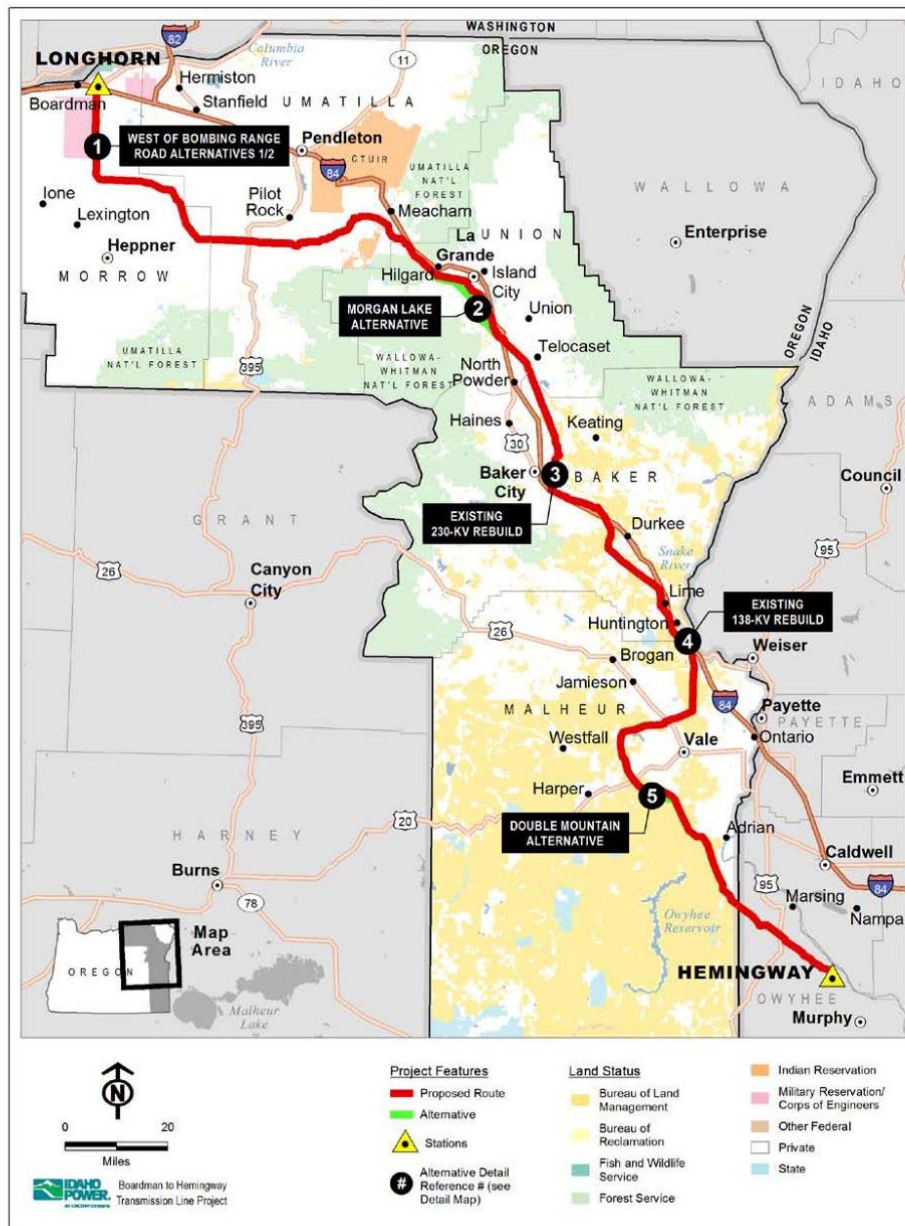 WASHINGTON
OREGON
82
Columbia
River
11
LONGHORN
Hermiston
Boardman
Stanfield
UMATILLA
IDAHO
1
WEST OF BOMBING RANGE
ROAD ALTERNATIVES 1/2
Pendleton
CTUIR
84
UMATILLA
NAT'L
FOREST
WALLOWA
Ione
Lexington
Pilot
Rock
Meacham
Enterprise
Heppner
MORROW
La
Grande
UNION
Hilgard
Island
City
MORGAN LAKE
ALTERNATIVE
2
Union
OREGON
IDAHO
UMATILLA
NAT'L FOREST
395
WALLOWA-
WHITMAN
NAT'L FOREST
Telocaset
North
Powder
WALLOWA-
WHITMAN
NAT'L FOREST
ADAMS
Haines
30
Keating
Baker
City
3
BAKER
Council
EXISTING
230-KV REBUILD
GRANT
Durkee
Snake
River
95
26
Canyon
City
Lime
EXISTING
138-KV REBUILD
Huntington
4
26
Brogan
Weiser
Jamieson
84
Payette
PAYETTE
395
MALHEUR
Ontario
Westfall
Vale
Emmett
Harper
5
HARNEY
20
DOUBLE MOUNTAIN
ALTERNATIVE
Adrian
Caldwell
Burns
78
95
84
Marsing
Nampa
Map
Area
OREGON
Owyhee
Reservoir
HEMINGWAY
OWYHEE
Malheur
Lake
Murphy
N
0
20
Miles
IDAHO
POWER
Boardman to Hemingway
Transmission Line Project
Project Features
Proposed Route
Alternative
Stations
#
Alternative Detail
Reference # (see
Detail Map)
Land Status
Bureau of Land
Management
Bureau of
Reclamation
Fish and Wildlife
Service
Forest Service
Indian Reservation
Military Reservation/
Corps of Engineers
Other Federal
Private
State